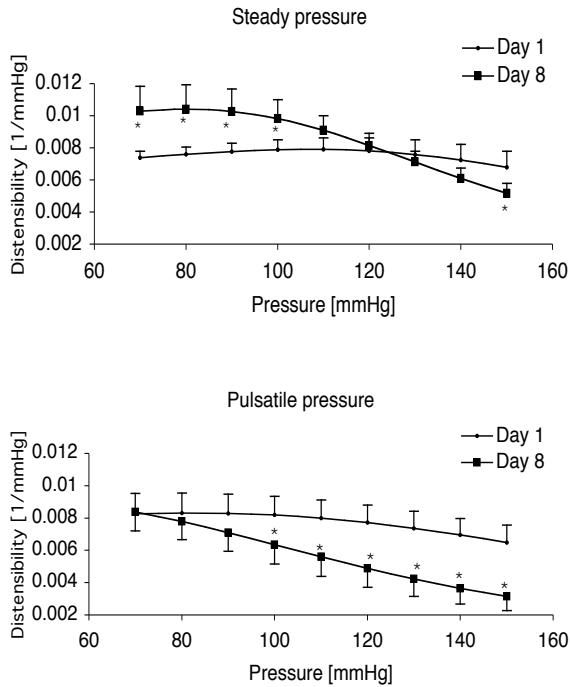 Steady pressure
Day 1
Day 8
Distensibility [1/mmHg]
0.012
0.01
0.008
0.006
0.004
0.002
60 80 100 120 140 160
* * * * *
Pressure [mmHg]
Pulsatile pressure
Day 1
Day 8
Distensibility [1/mmHg]
0.012
0.01
0.008
0.006
0.004
0.002
60 80 100 120 140 160
* * * * * *
Pressure [mmHg]